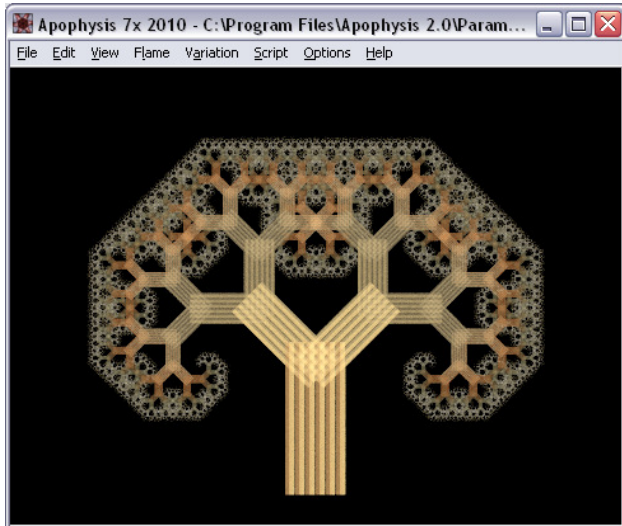 Apophysis 7x 2010 - C:\Program Files\Apophysis 2.0\Param...
File Edit View Flame Variation Script Options Help